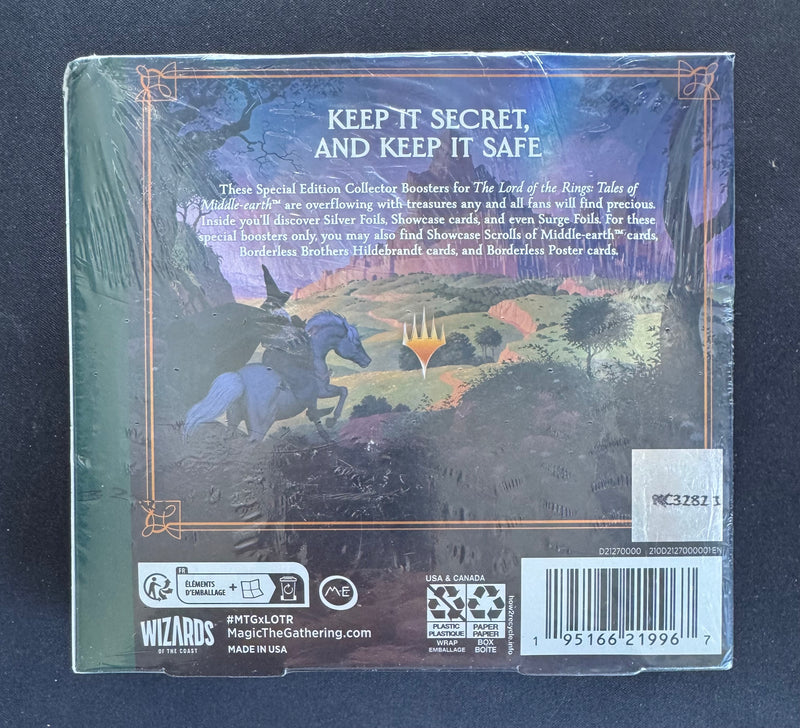 KEEP IT SECRET,
AND KEEP IT SAFE
These Special Edition Collector Boosters for The Lord of the Rings: Tales of
Middle-earth™ are overflowing with treasures any and all fans will find precious.
Inside you'll discover Silver Foils, Showcase cards, and even Surge Foils. For these
special boosters only, you may also find Showcase Scrolls of Middle-earth™ cards,
Borderless Brothers Hildebrandt cards, and Borderless Poster cards.
D21270000 210D2127000001EN
FR
ÉLÉMENTS
D'EMBALLAGE
+
ME
WIZARDS
OF THE COAST
#MTGxLOTR
MagicTheGathering.com
MADE IN USA
USA & CANADA
PLASTIC
PLASTIQUE
WRAP
EMBALLAGE
PAPER
PAPIER
BOX
BOÎTE
how2recycle.info
1 95166 21996 7